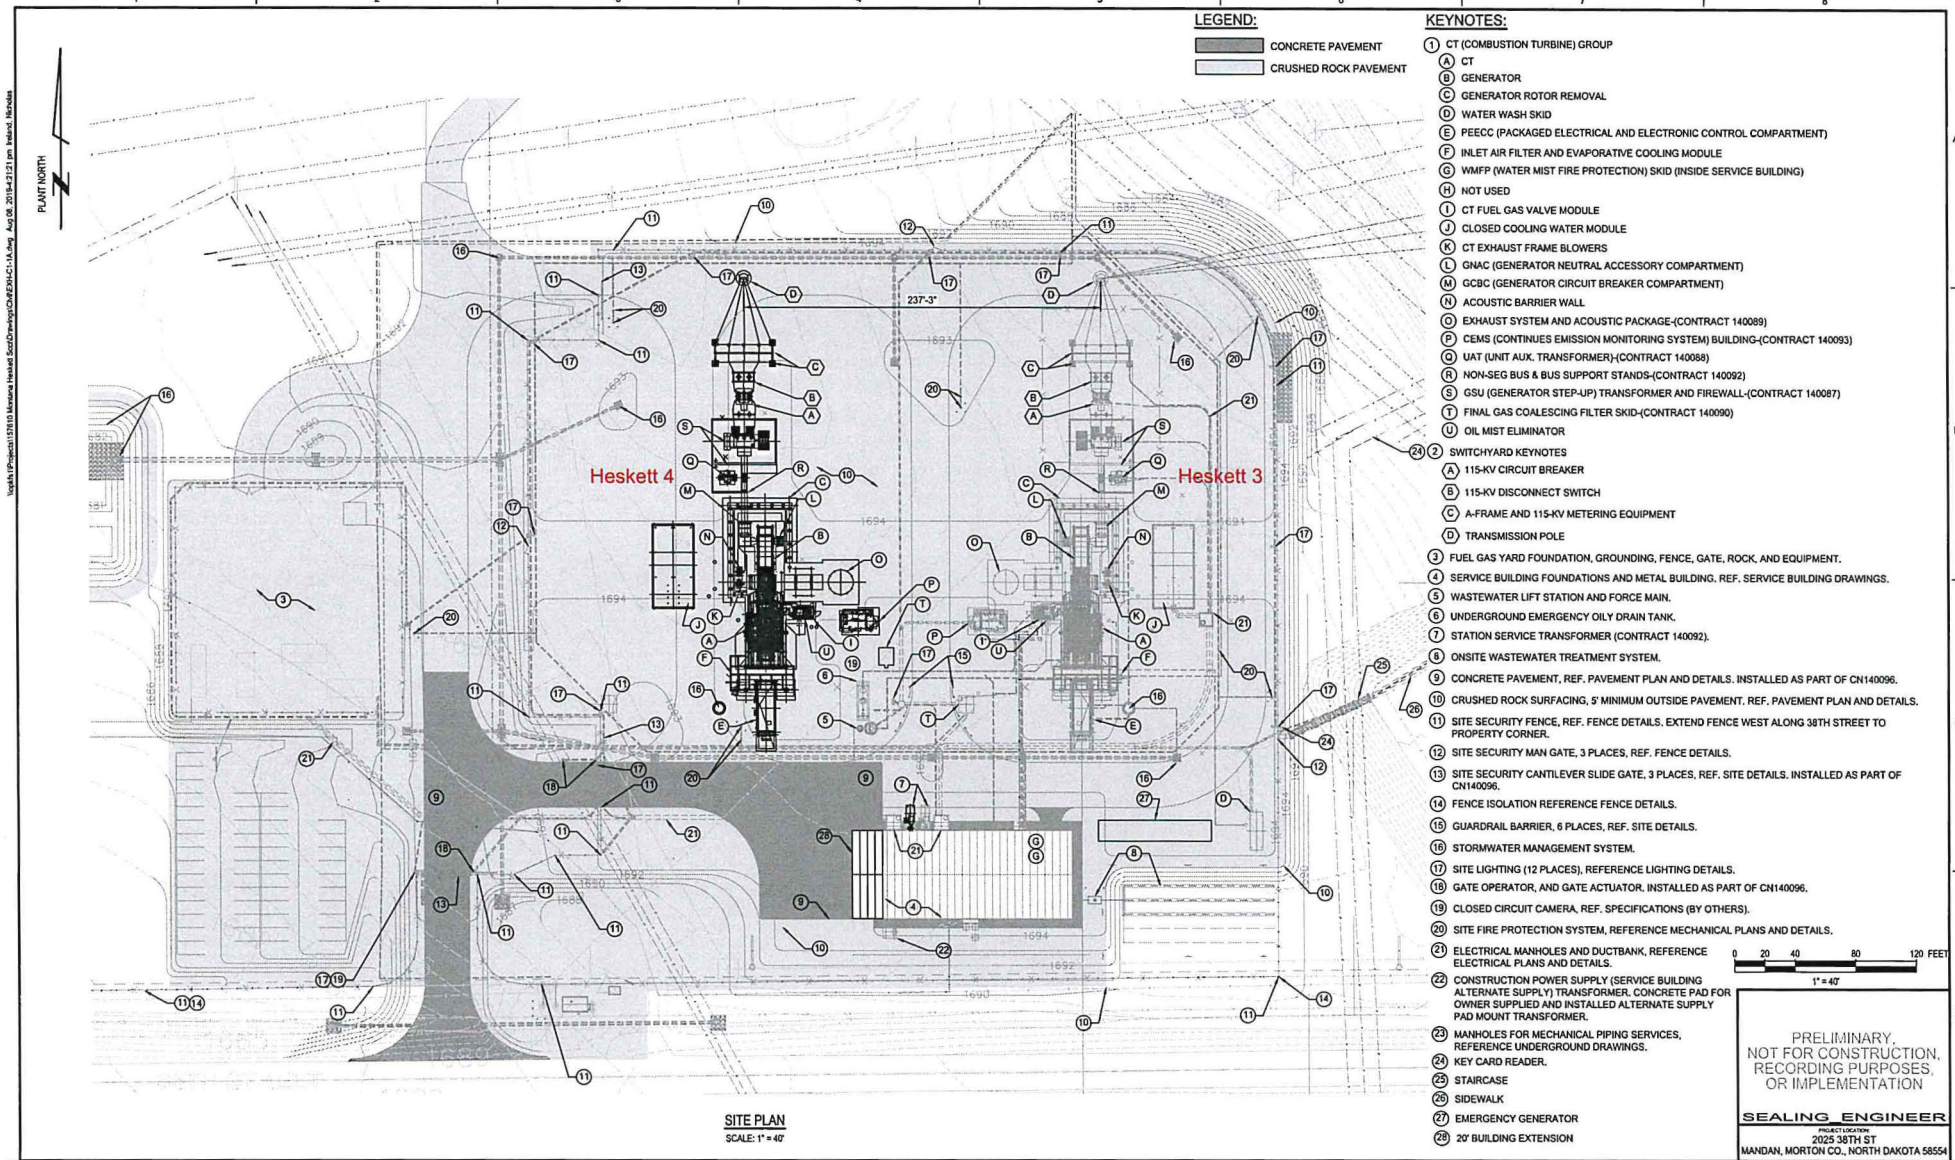 LEGEND:
CONCRETE PAVEMENT
CRUSHED ROCK PAVEMENT
KEYNOTES:
1 CT (COMBUSTION TURBINE) GROUP
A CT
B GENERATOR
C GENERATOR ROTOR REMOVAL
D WATER WASH SKID
E PEECC (PACKAGED ELECTRICAL AND ELECTRONIC CONTROL COMPARTMENT)
F INLET AIR FILTER AND EVAPORATIVE COOLING MODULE
G WMFP (WATER MIST FIRE PROTECTION) SKID (INSIDE SERVICE BUILDING)
H NOT USED
I CT FUEL GAS VALVE MODULE
J CLOSED COOLING WATER MODULE
K CT EXHAUST FRAME BLOWERS
L GNAC (GENERATOR NEUTRAL ACCESSORY COMPARTMENT)
M GCBC (GENERATOR CIRCUIT BREAKER COMPARTMENT)
N ACOUSTIC BARRIER WALL
O EXHAUST SYSTEM AND ACOUSTIC PACKAGE-(CONTRACT 140089)
P CEMS (CONTINUES EMISSION MONITORING SYSTEM) BUILDING-(CONTRACT 140093)
Q UAT (UNIT AUX. TRANSFORMER)-(CONTRACT 140088)
R NON-SEG BUS & BUS SUPPORT STANDS-(CONTRACT 140092)
S GSU (GENERATOR STEP-UP) TRANSFORMER AND FIREWALL-(CONTRACT 140087)
T FINAL GAS COALESCING FILTER SKID-(CONTRACT 140090)
U OIL MIST ELIMINATOR
2 SWITCHYARD KEYNOTES
A 115-KV CIRCUIT BREAKER
B 115-KV DISCONNECT SWITCH
C A-FRAME AND 115-KV METERING EQUIPMENT
D TRANSMISSION POLE
3 FUEL GAS YARD FOUNDATION, GROUNDING, FENCE, GATE, ROCK, AND EQUIPMENT.
4 SERVICE BUILDING FOUNDATIONS AND METAL BUILDING. REF. SERVICE BUILDING DRAWINGS.
5 WASTEWATER LIFT STATION AND FORCE MAIN.
6 UNDERGROUND EMERGENCY OILY DRAIN TANK.
7 STATION SERVICE TRANSFORMER (CONTRACT 140092).
8 ONSITE WASTEWATER TREATMENT SYSTEM.
9 CONCRETE PAVEMENT, REF. PAVEMENT PLAN AND DETAILS. INSTALLED AS PART OF CN140096.
10 CRUSHED ROCK SURFACING, 5' MINIMUM OUTSIDE PAVEMENT. REF. PAVEMENT PLAN AND DETAILS.
11 SITE SECURITY FENCE, REF. FENCE DETAILS. EXTEND FENCE WEST ALONG 38TH STREET TO
PROPERTY CORNER.
12 SITE SECURITY MAN GATE, 3 PLACES, REF. FENCE DETAILS.
13 SITE SECURITY CANTILEVER SLIDE GATE, 3 PLACES, REF. SITE DETAILS. INSTALLED AS PART OF
CN140096.
14 FENCE ISOLATION REFERENCE FENCE DETAILS.
15 GUARDRAIL BARRIER, 6 PLACES, REF. SITE DETAILS.
16 STORMWATER MANAGEMENT SYSTEM.
17 SITE LIGHTING (12 PLACES), REFERENCE LIGHTING DETAILS.
18 GATE OPERATOR, AND GATE ACTUATOR. INSTALLED AS PART OF CN140096.
19 CLOSED CIRCUIT CAMERA, REF. SPECIFICATIONS (BY OTHERS).
20 SITE FIRE PROTECTION SYSTEM, REFERENCE MECHANICAL PLANS AND DETAILS.
21 ELECTRICAL MANHOLES AND DUCTBANK, REFERENCE
ELECTRICAL PLANS AND DETAILS.
22 CONSTRUCTION POWER SUPPLY (SERVICE BUILDING
ALTERNATE SUPPLY) TRANSFORMER. CONCRETE PAD FOR
OWNER SUPPLIED AND INSTALLED ALTERNATE SUPPLY
PAD MOUNT TRANSFORMER.
23 MANHOLES FOR MECHANICAL PIPING SERVICES,
REFERENCE UNDERGROUND DRAWINGS.
24 KEY CARD READER.
25 STAIRCASE
26 SIDEWALK
27 EMERGENCY GENERATOR
28 20' BUILDING EXTENSION
PLANT NORTH
237'-3"
Heskett 4
Heskett 3
SITE PLAN
SCALE: 1" = 40'
0 20 40 80 120 FEET
1" = 40'
PRELIMINARY,
NOT FOR CONSTRUCTION,
RECORDING PURPOSES,
OR IMPLEMENTATION
SEALING_ENGINEER
PROJECT LOCATION:
2025 38TH ST
MANDAN, MORTON CO., NORTH DAKOTA 58554